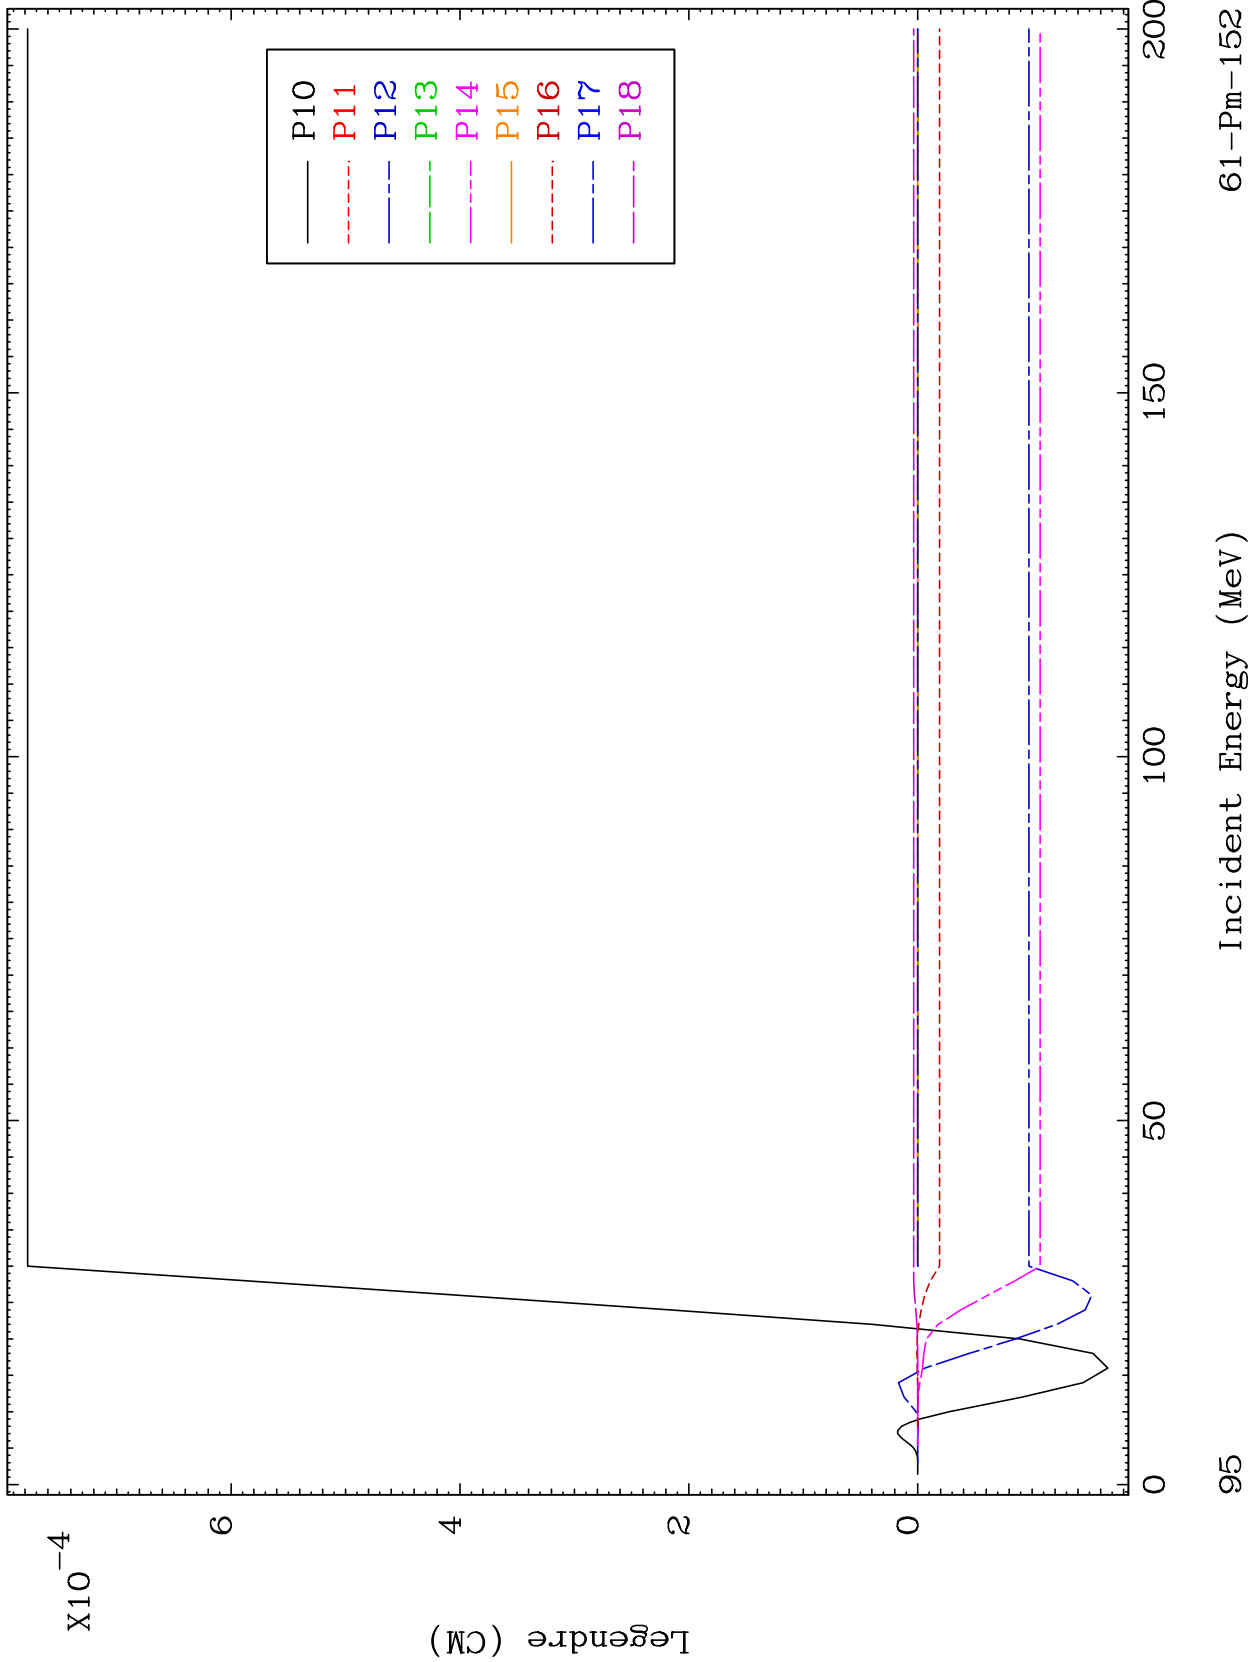 X10-4
6
4
2
0
Legendre (CM)
P10
P11
P12
P13
P14
P15
P16
P17
P18
0
50
100
150
200
Incident Energy (MeV)
95
61-Pm-152